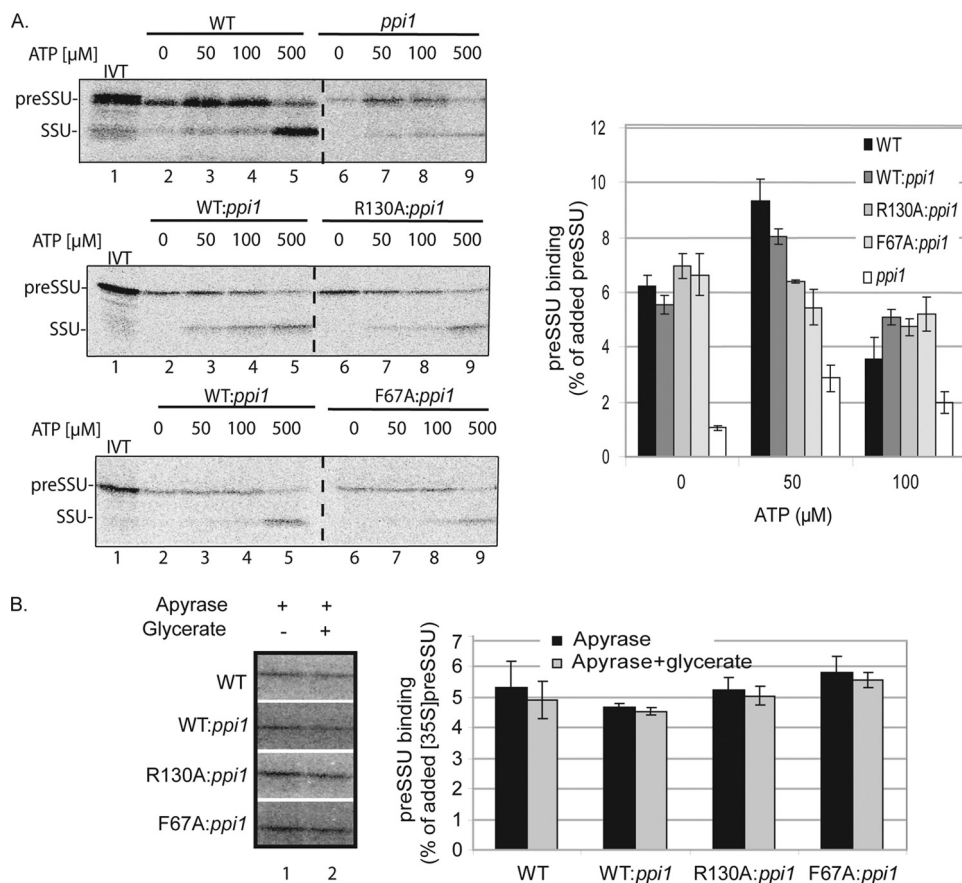 A.
WT ppi1
ATP [µM] 0 50 100 500 0 50 100 500
IVT
preSSU-
SSU-
1 2 3 4 5 6 7 8 9
WT:ppi1 R130A:ppi1
ATP [µM] 0 50 100 500 0 50 100 500
IVT
preSSU-
SSU-
1 2 3 4 5 6 7 8 9
WT:ppi1 F67A:ppi1
ATP [µM] 0 50 100 500 0 50 100 500
IVT
preSSU-
SSU-
1 2 3 4 5 6 7 8 9
preSSU binding
(% of added preSSU)
12
10
8
6
4
2
0
WT
WT:ppi1
R130A:ppi1
F67A:ppi1
ppi1
0 50 100
ATP (µM)
B.
Apyrase + +
Glycerate - +
WT
WT:ppi1
R130A:ppi1
F67A:ppi1
1 2
preSSU binding
(% of added [35S]preSSU)
7
6
5
4
3
2
1
0
Apyrase
Apyrase+glycerate
WT WT:ppi1 R130A:ppi1 F67A:ppi1